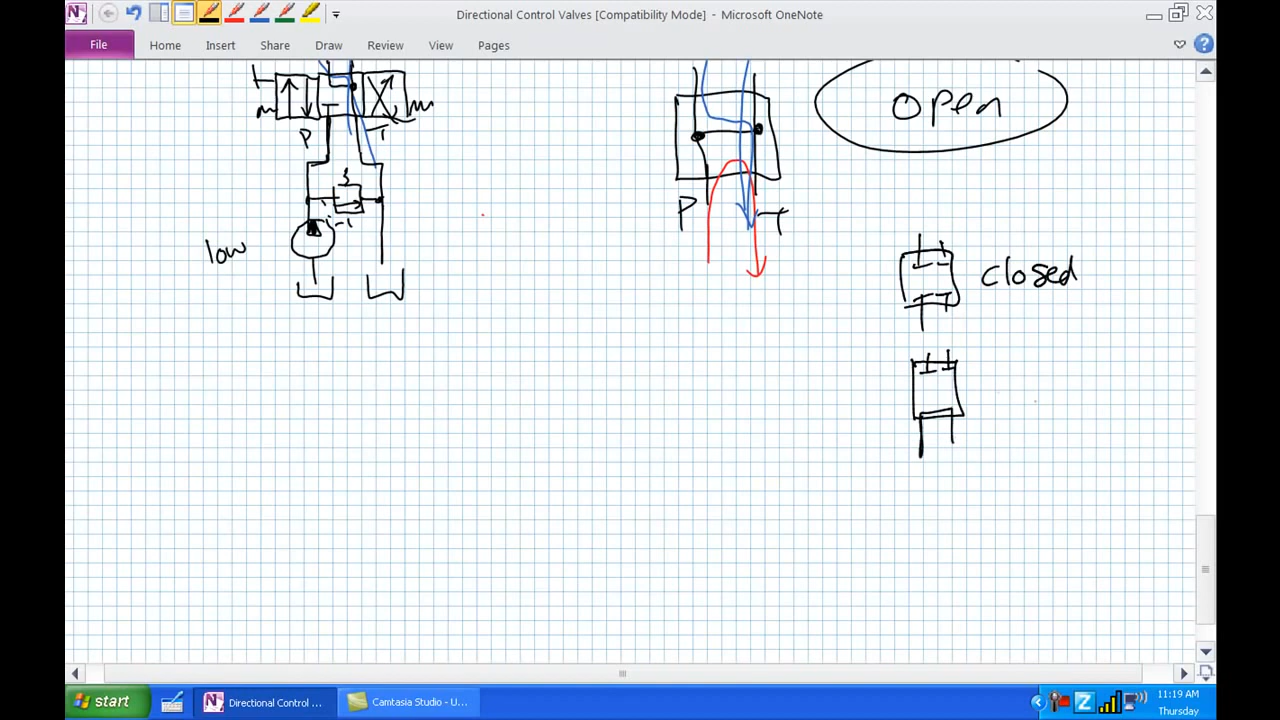 Directional Control Valves [Compatibility Mode] - Microsoft OneNote
File Home Insert Share Draw Review View Pages
open
P T
P T
low
closed
start
Directional Control ...
Camtasia Studio - U...
11:19 AM
Thursday